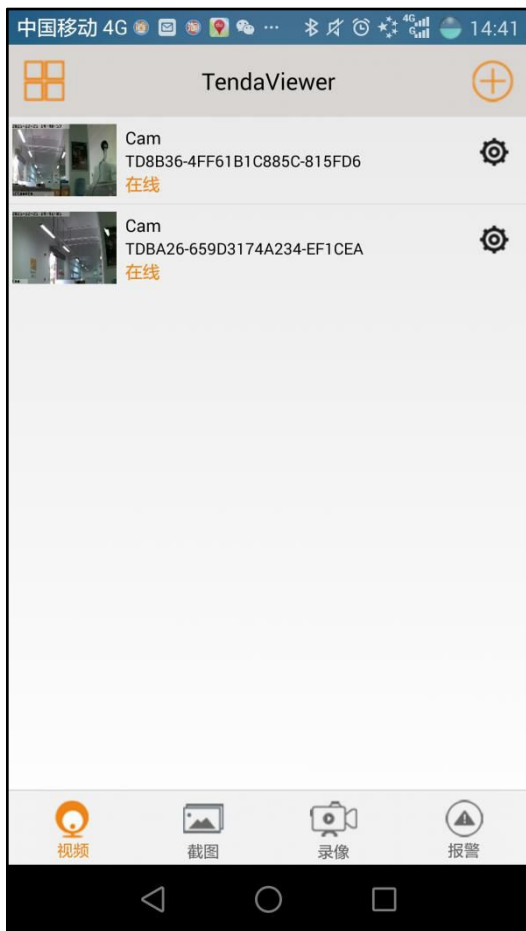 中国移动 4G 14:41
TendaViewer
Cam
TD8B36-4FF61B1C885C-815FD6
在线
Cam
TDBA26-659D3174A234-EF1CEA
在线
视频 截图 录像 报警